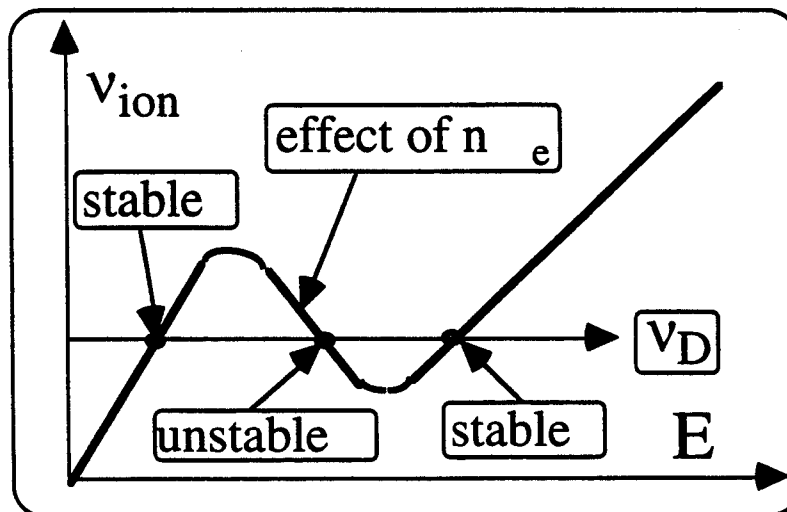 ν_ion
effect of n_e
stable
ν_D
unstable
stable
E